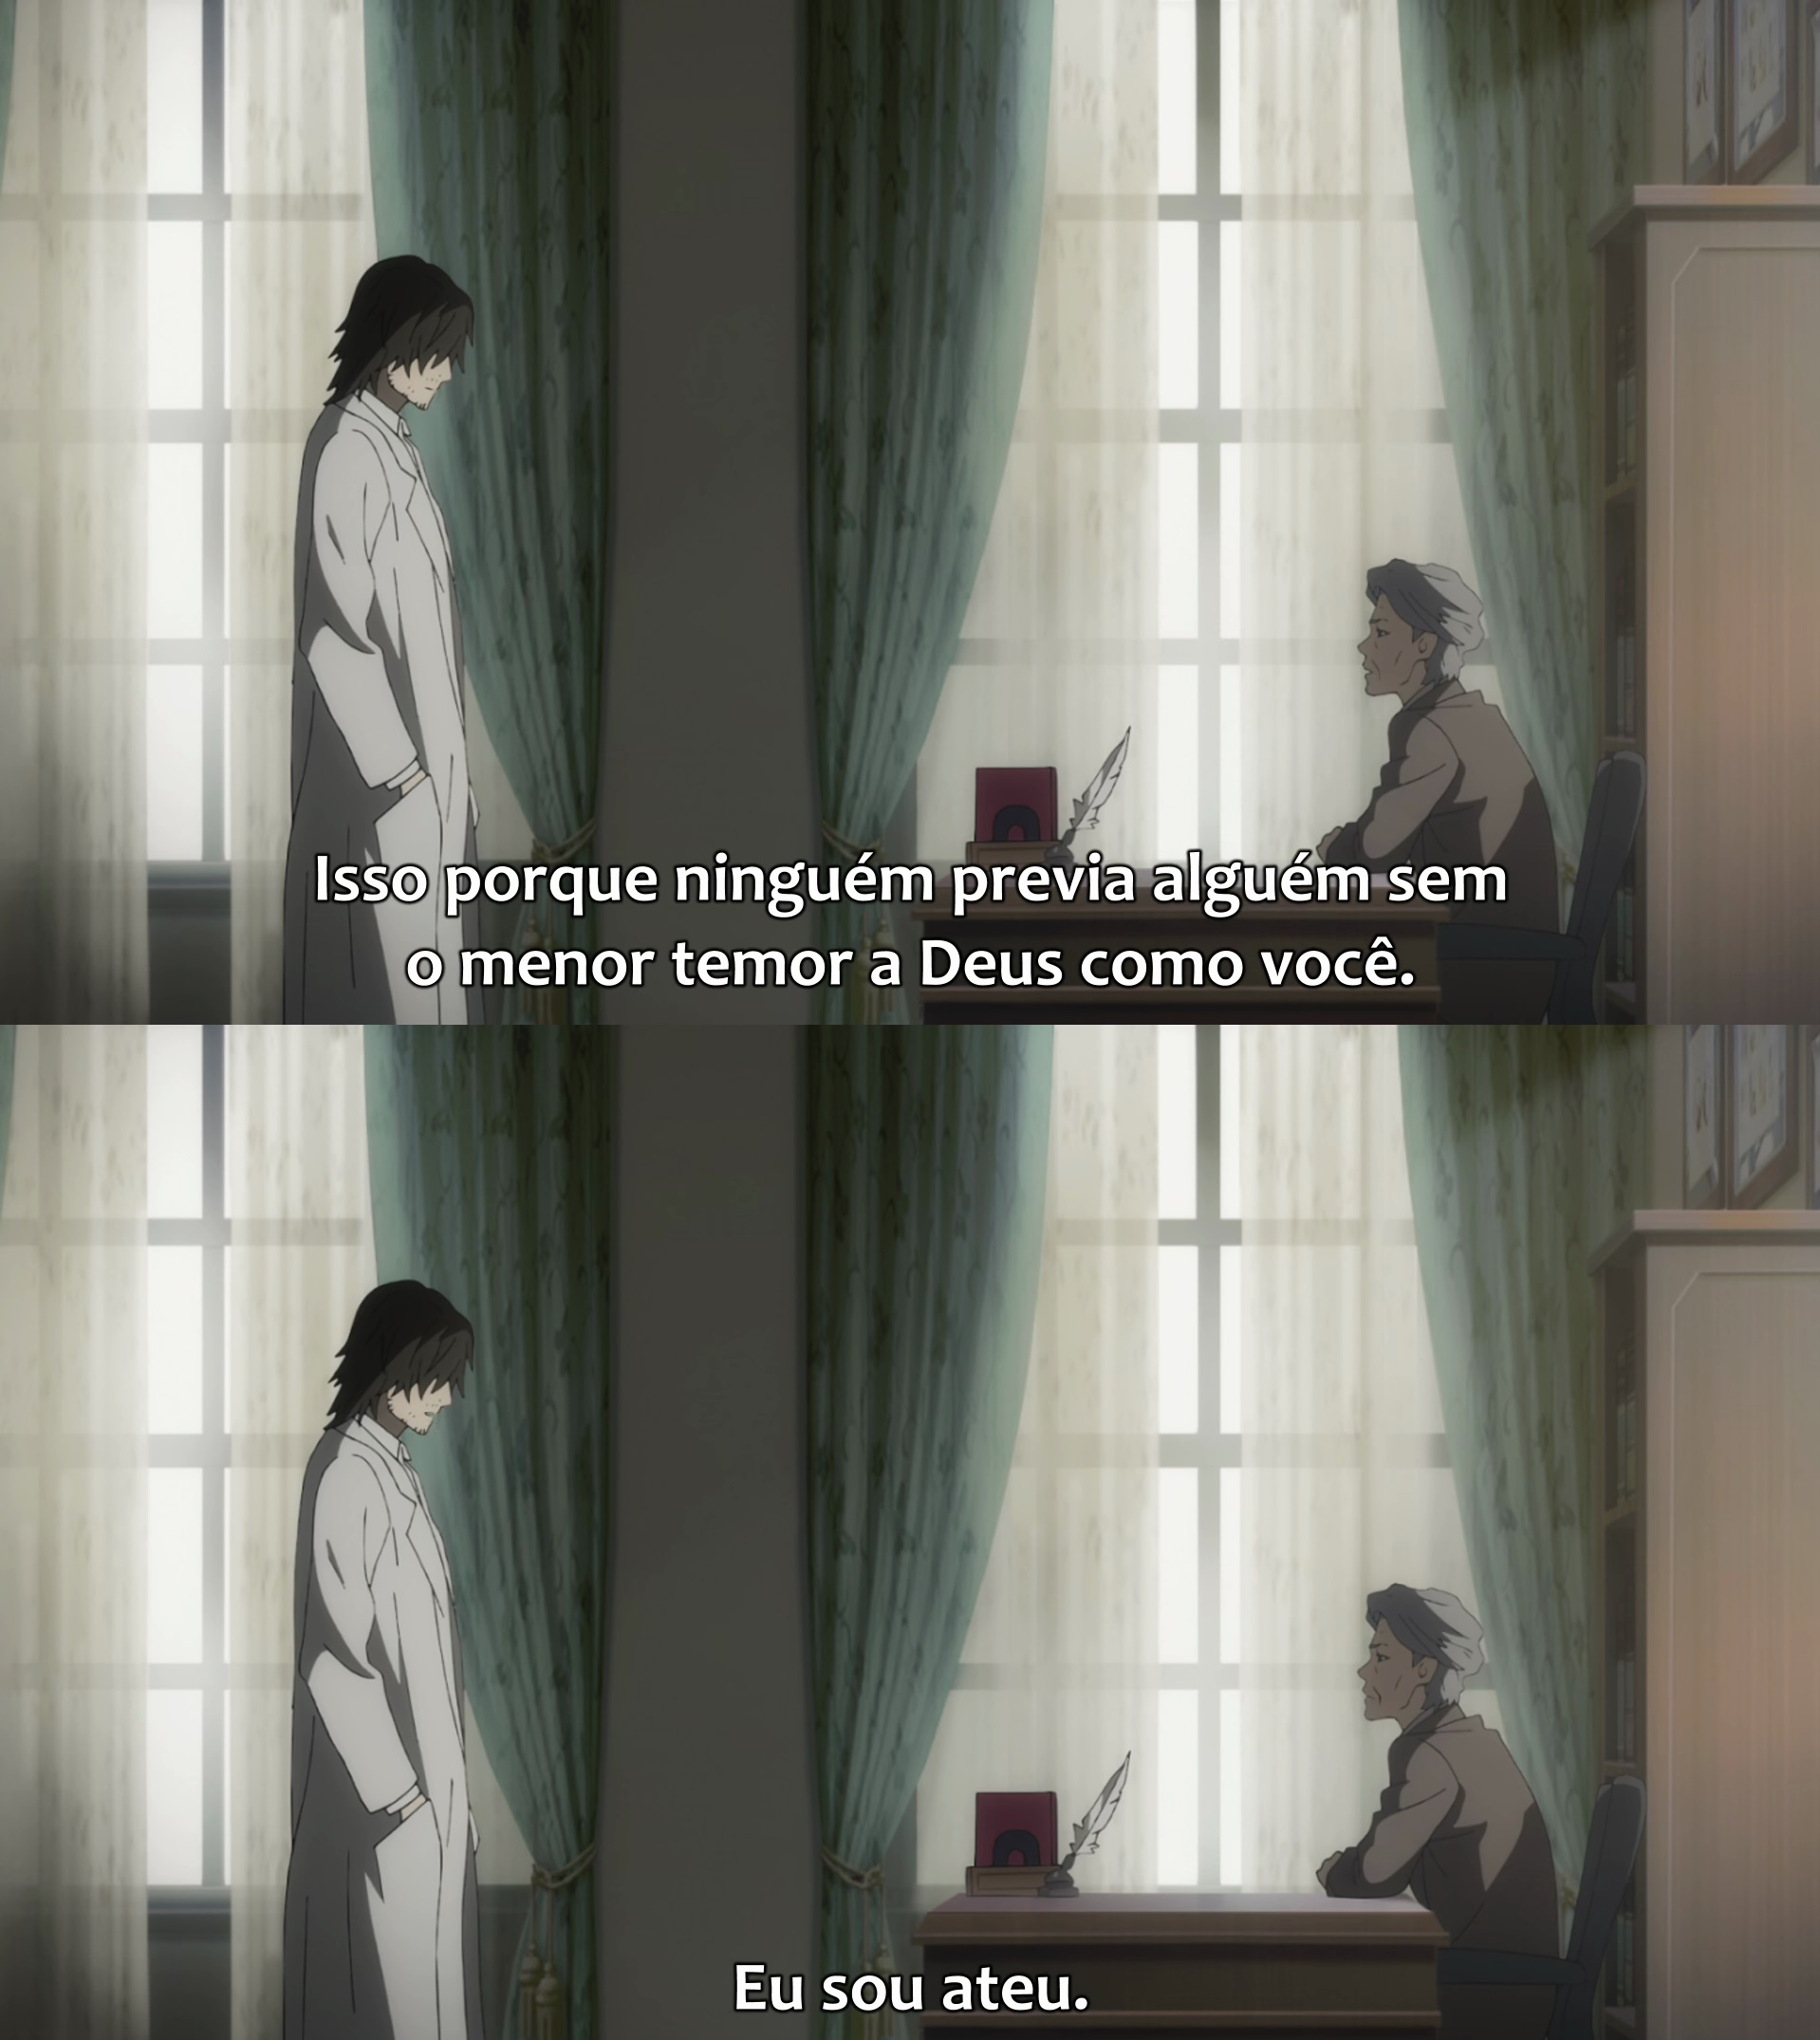 Isso porque ninguém previa alguém sem
o menor temor a Deus como você.
Eu sou ateu.